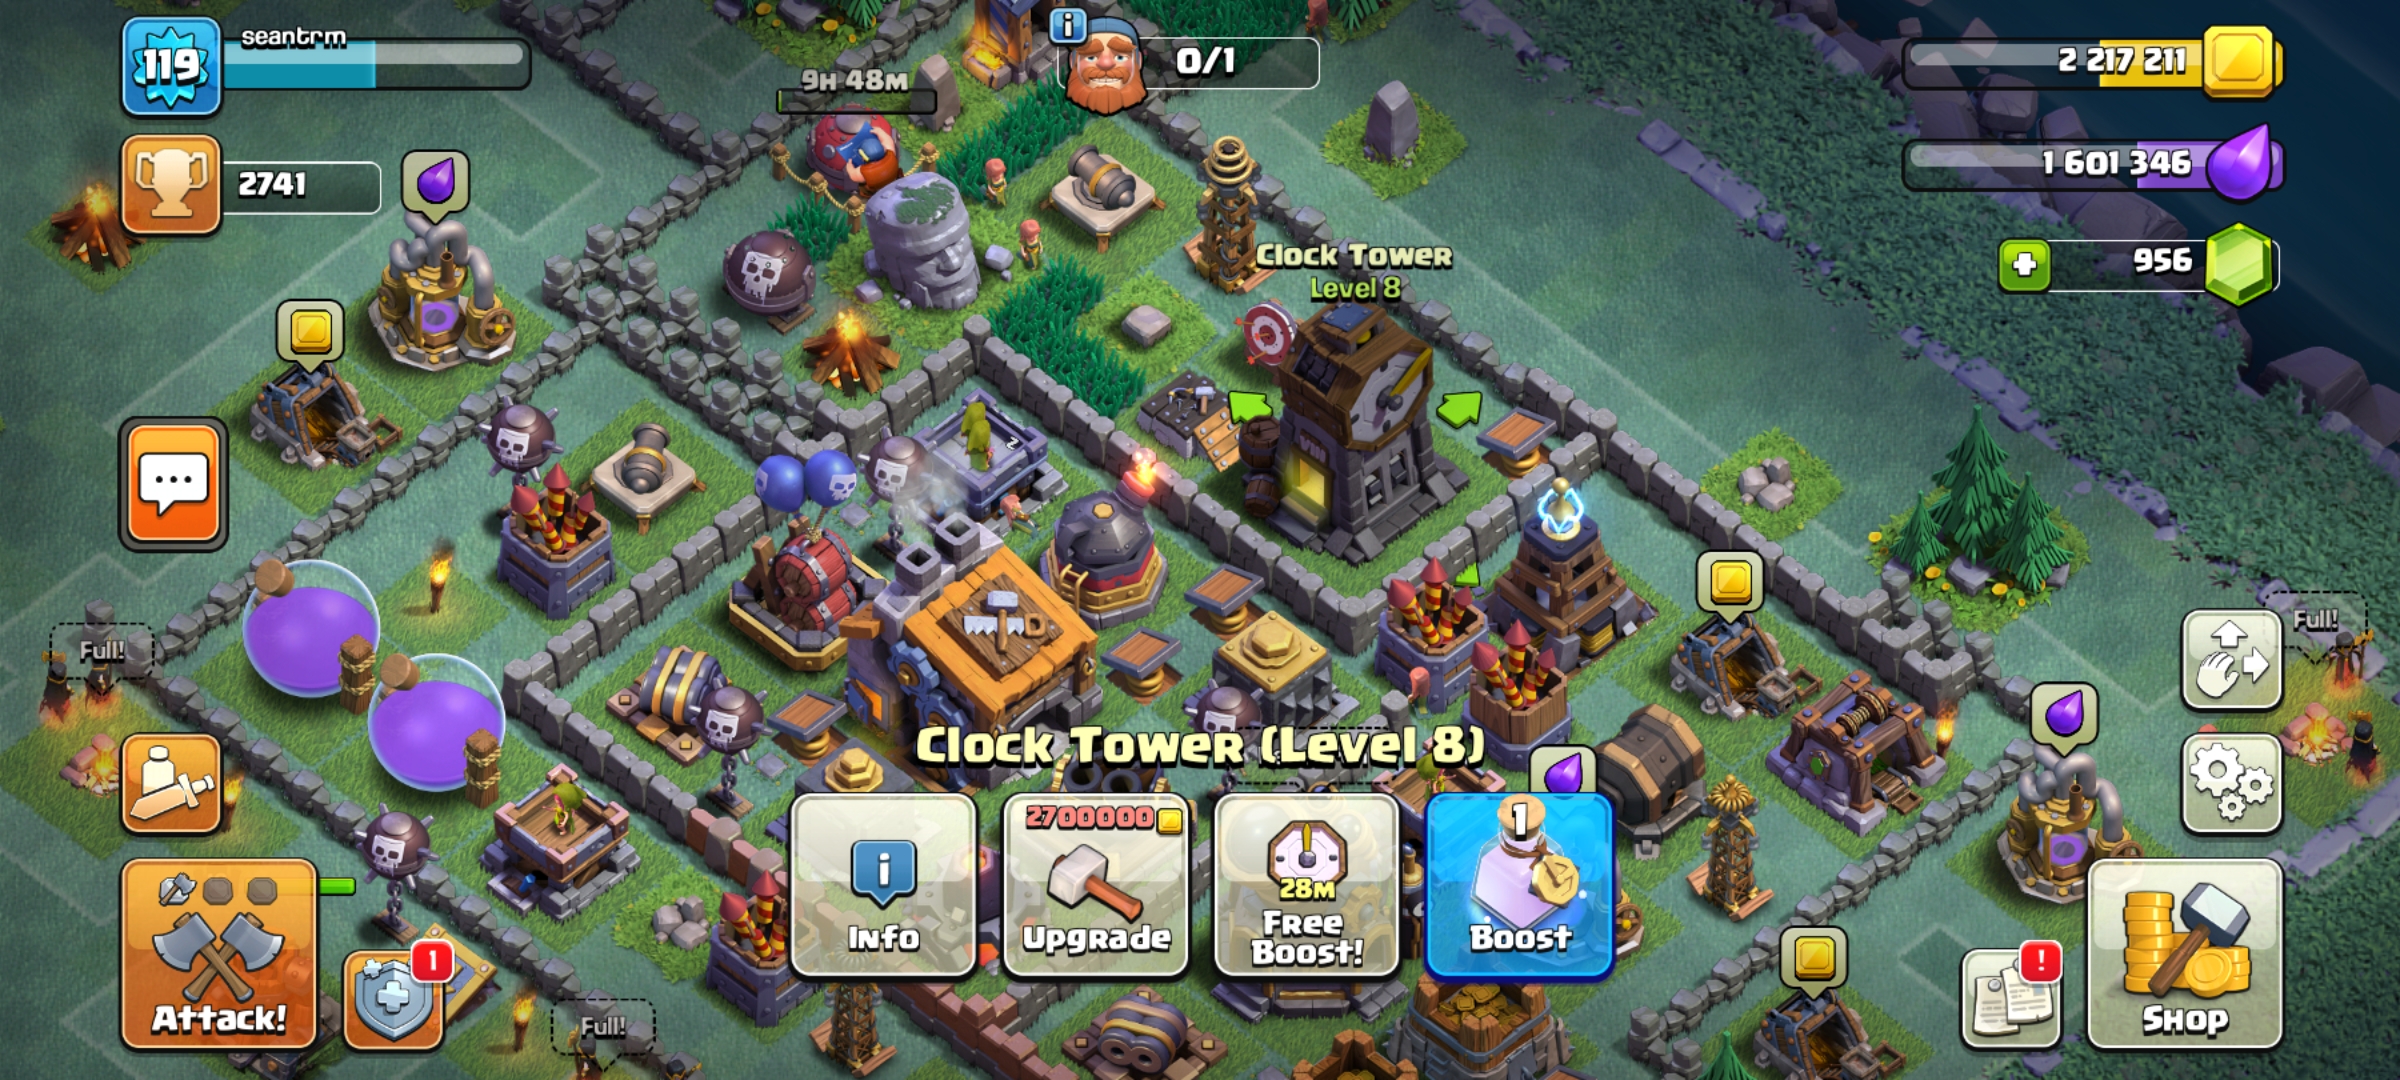 119
seantrm
0/1
2 217 211
9H 48M
2741
1 601 346
956
Clock Tower
Level 8
Full!
Full!
Clock Tower (Level 8)
2700000
1
28M
Info
Upgrade
Free
Boost!
Boost
1
!
Attack!
Full!
Shop